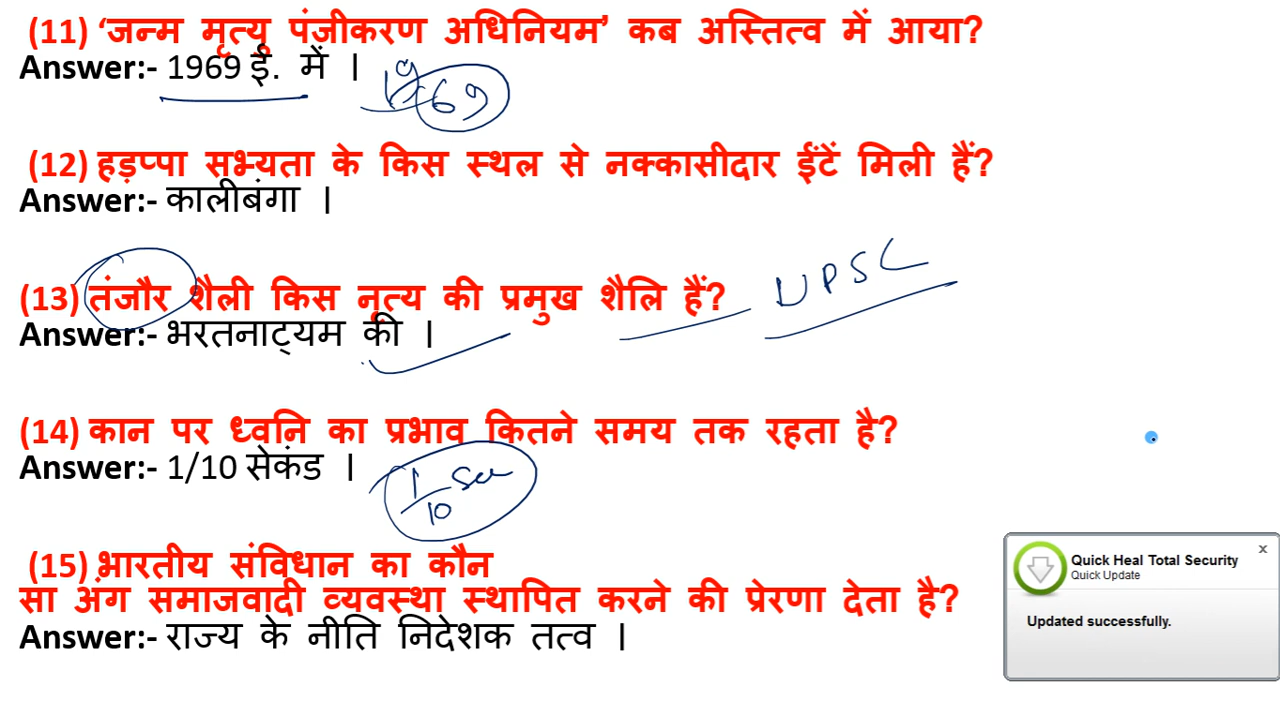 (11) ‘जन्म मृत्यु पंजीकरण अधिनियम’ कब अस्तित्व में आया?
Answer:- 1969 ई. में ।
1969
(12) हड़प्पा सभ्यता के किस स्थल से नक्कासीदार ईंटें मिली हैं?
Answer:- कालीबंगा ।
(13) तंजौर शैली किस नृत्य की प्रमुख शैलि हैं?
UPSC
Answer:- भरतनाट्यम की ।
(14) कान पर ध्वनि का प्रभाव कितने समय तक रहता है?
Answer:- 1/10 सेकंड ।
1/10 Sec
(15) भारतीय संविधान का कौन
सा अंग समाजवादी व्यवस्था स्थापित करने की प्रेरणा देता है?
Answer:- राज्य के नीति निदेशक तत्व ।
Quick Heal Total Security
Quick Update
Updated successfully.
x